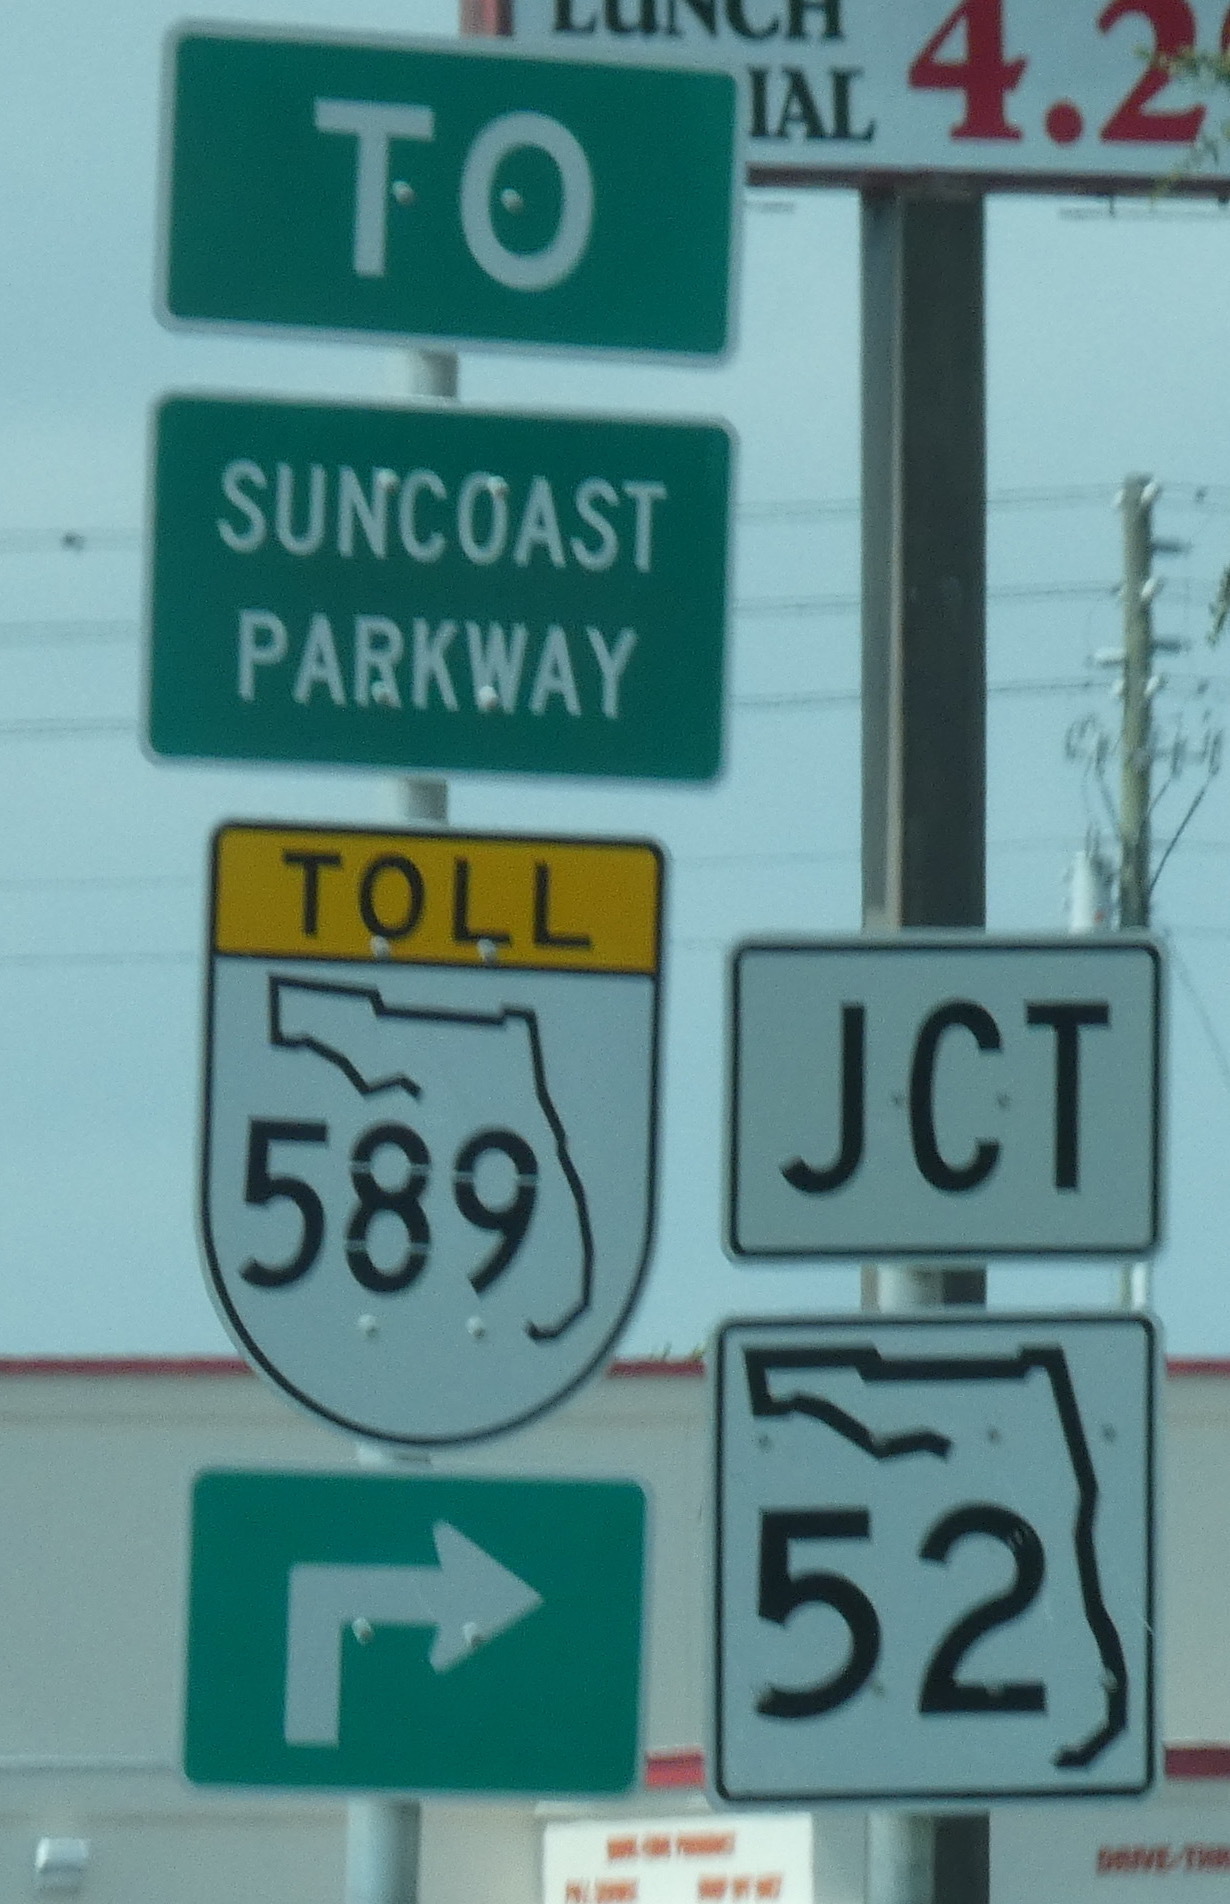 LUNCH
IAL
4.2
TO
SUNCOAST
PARKWAY
TOLL
589
JCT
52